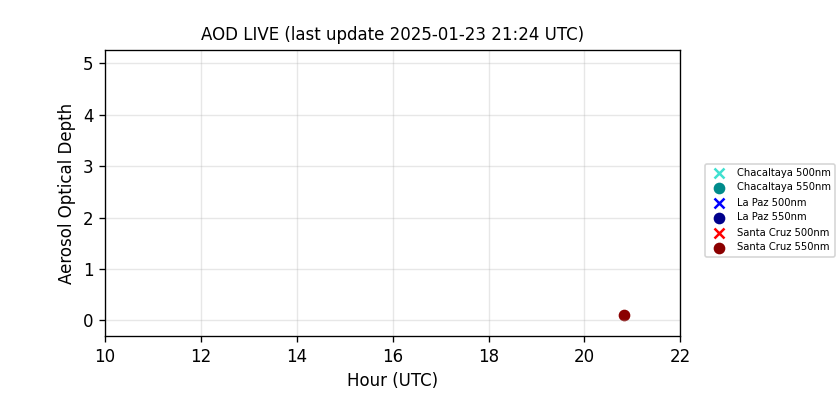 AOD LIVE (last update 2025-01-23 21:24 UTC)
Aerosol Optical Depth
5
4
3
2
1
0
10 12 14 16 18 20 22
Hour (UTC)
Chacaltaya 500nm
Chacaltaya 550nm
La Paz 500nm
La Paz 550nm
Santa Cruz 500nm
Santa Cruz 550nm